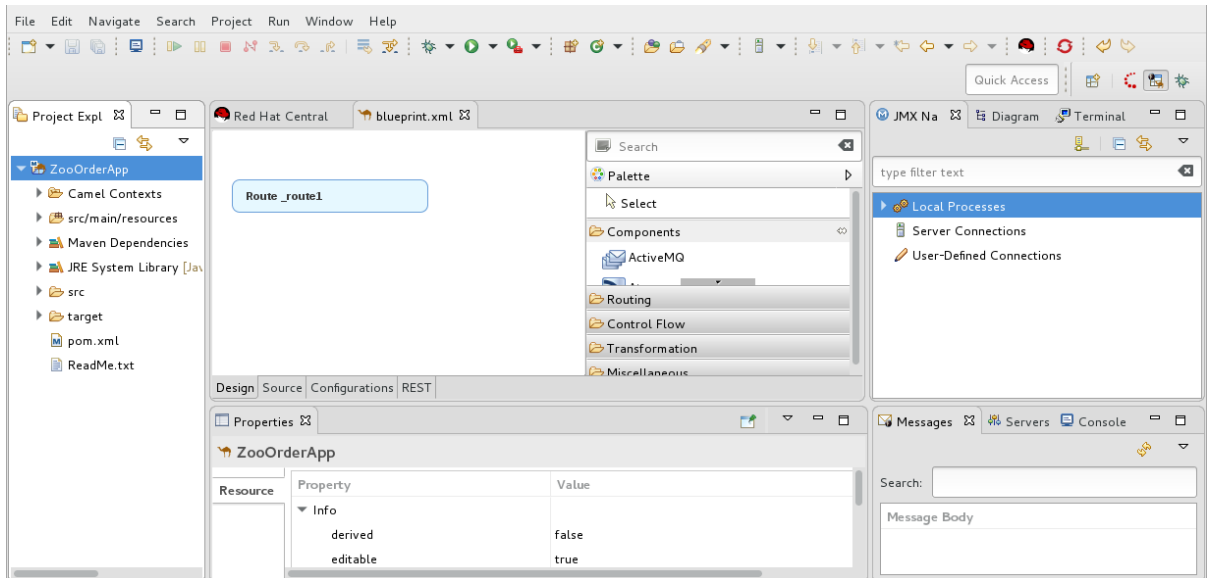 File Edit Navigate Search Project Run Window Help
Quick Access
Project Expl
ZooOrderApp
Camel Contexts
src/main/resources
Maven Dependencies
JRE System Library [Jav
src
target
pom.xml
ReadMe.txt
Red Hat Central
blueprint.xml
Route _route1
Search
Palette
Select
Components
ActiveMQ
Routing
Control Flow
Transformation
Miscellaneous
Design Source Configurations REST
JMX Na
Diagram
Terminal
type filter text
Local Processes
Server Connections
User-Defined Connections
Properties
ZooOrderApp
Resource
Property Value
Info
derived false
editable true
Messages
Servers
Console
Search:
Message Body